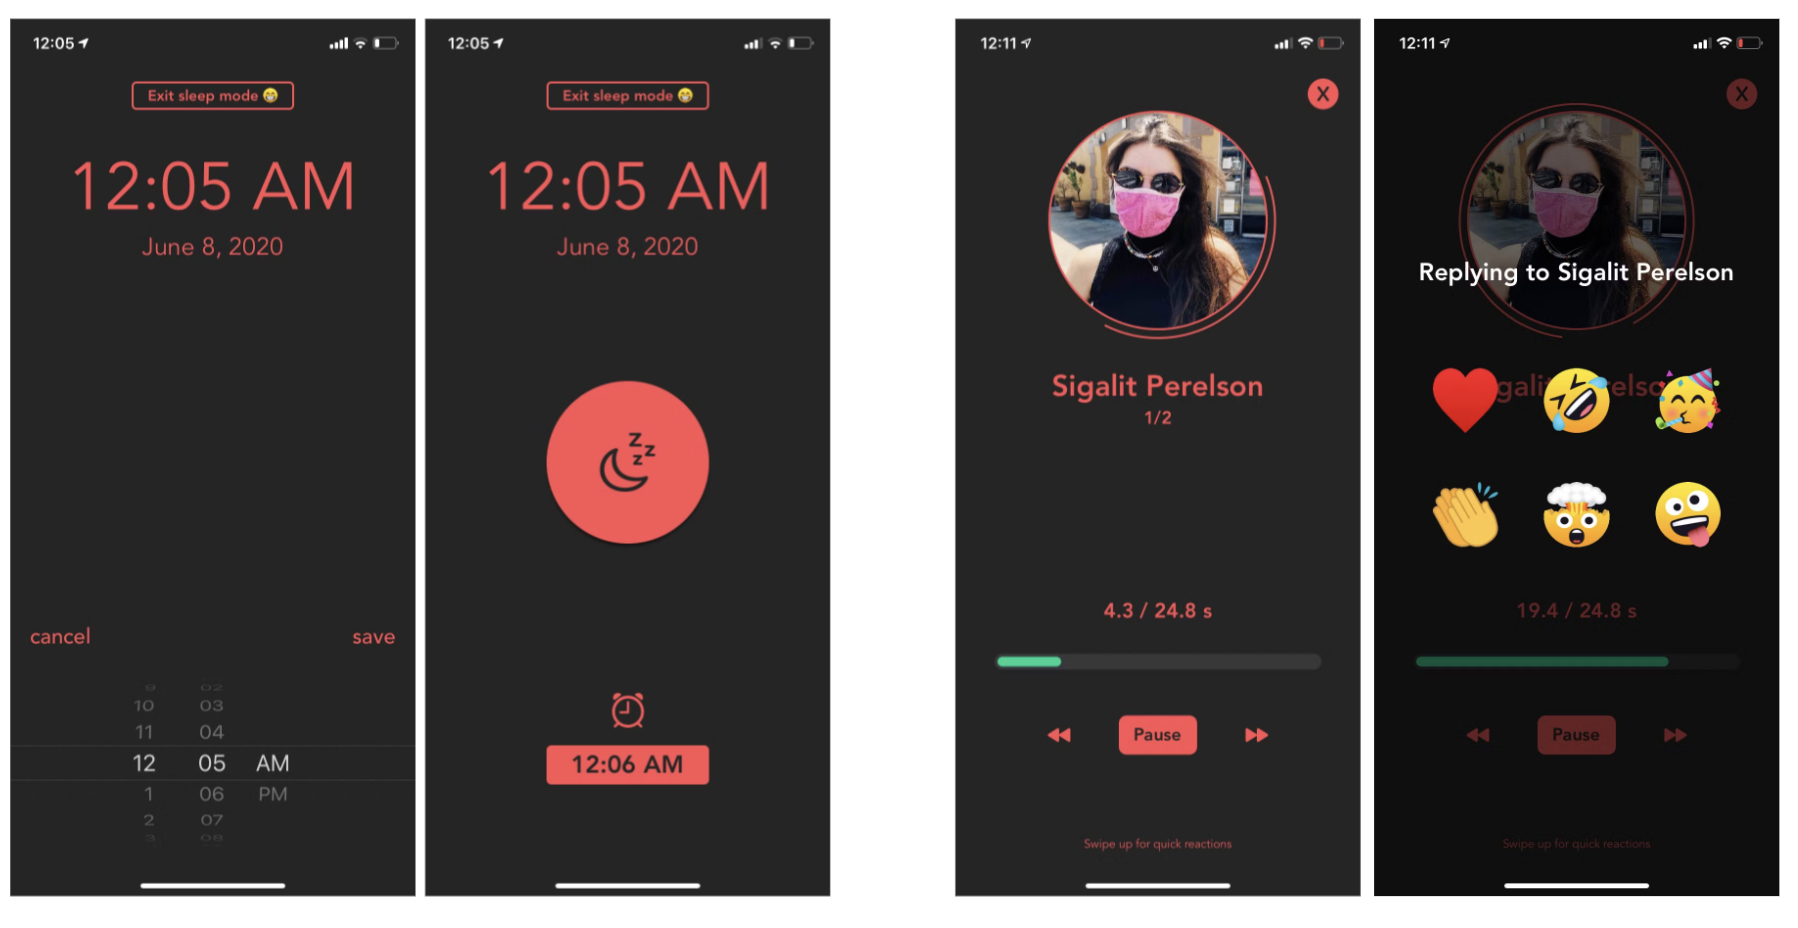 12:05
Exit sleep mode 😁
12:05 AM
June 8, 2020
cancel
save
9 02
10 03
11 04
12 05 AM
1 06 PM
2 07
3 08
12:05
Exit sleep mode 😁
12:05 AM
June 8, 2020
z z z
12:06 AM
12:11
X
Sigalit Perelson
1/2
4.3 / 24.8 s
Pause
Swipe up for quick reactions
12:11
X
Replying to Sigalit Perelson
galit erelso
19.4 / 24.8 s
Pause
Swipe up for quick reactions